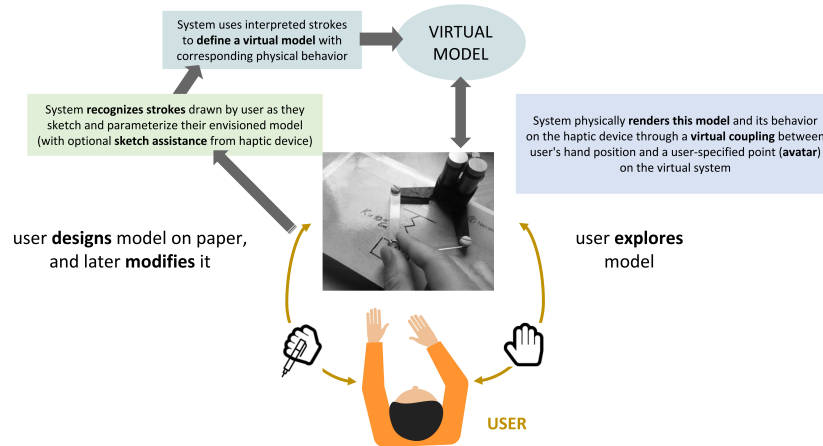 System uses interpreted strokes
to define a virtual model with
corresponding physical behavior
VIRTUAL
MODEL
System recognizes strokes drawn by user as they
sketch and parameterize their envisioned model
(with optional sketch assistance from haptic device)
System physically renders this model and its behavior
on the haptic device through a virtual coupling between
user's hand position and a user-specified point (avatar)
on the virtual system
user designs model on paper,
and later modifies it
user explores
model
USER